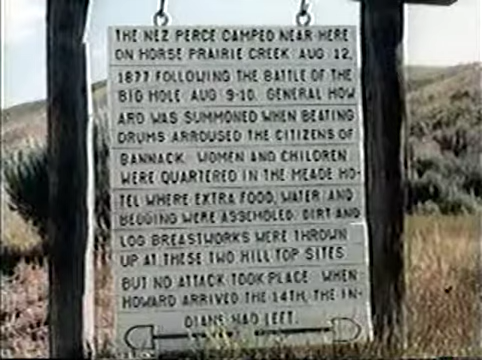 THE NEZ PERCE CAMPED NEAR HERE
ON HORSE PRAIRIE CREEK AUG 12,
1877 FOLLOWING THE BATTLE OF THE
BIG HOLE AUG 9-10. GENERAL HOW
ARD WAS SUMMONED WHEN BEATING
DRUMS ARROUSED THE CITIZENS OF
BANNACK. WOMEN AND CHILDREN
WERE QUARTERED IN THE MEADE HO-
TEL WHERE EXTRA FOOD, WATER AND
BEDDING WERE ASSEMBLED. DIRT AND
LOG BREASTWORKS WERE THROWN
UP AT THESE TWO HILL TOP SITES
BUT NO ATTACK TOOK PLACE. WHEN
HOWARD ARRIVED THE 14TH, THE IN-
DIANS HAD LEFT.